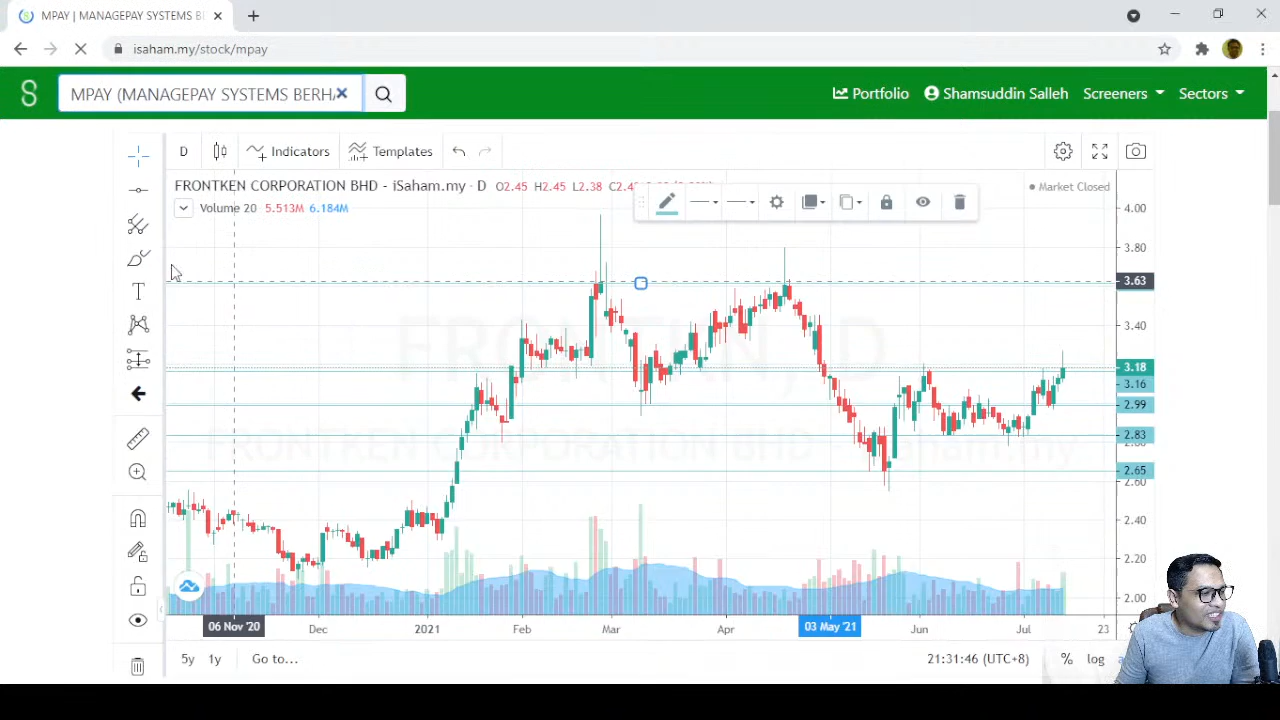 MPAY | MANAGEPAY SYSTEMS BE
isaham.my/stock/mpay
MPAY (MANAGEPAY SYSTEMS BERHA
Portfolio
Shamsuddin Salleh
Screeners
Sectors
D
Indicators
Templates
FRONTKEN CORPORATION BHD - iSaham.my · D O2.45 H2.45 L2.38
Market Closed
Volume 20 5.513M 6.184M
4.00
3.80
3.63
3.40
3.18
3.16
2.99
2.83
2.65
2.60
2.40
2.20
2.00
06 Nov '20
Dec
2021
Feb
Mar
Apr
03 May '21
Jun
Jul
23
5y
1y
Go to...
21:31:46 (UTC+8)
%
log